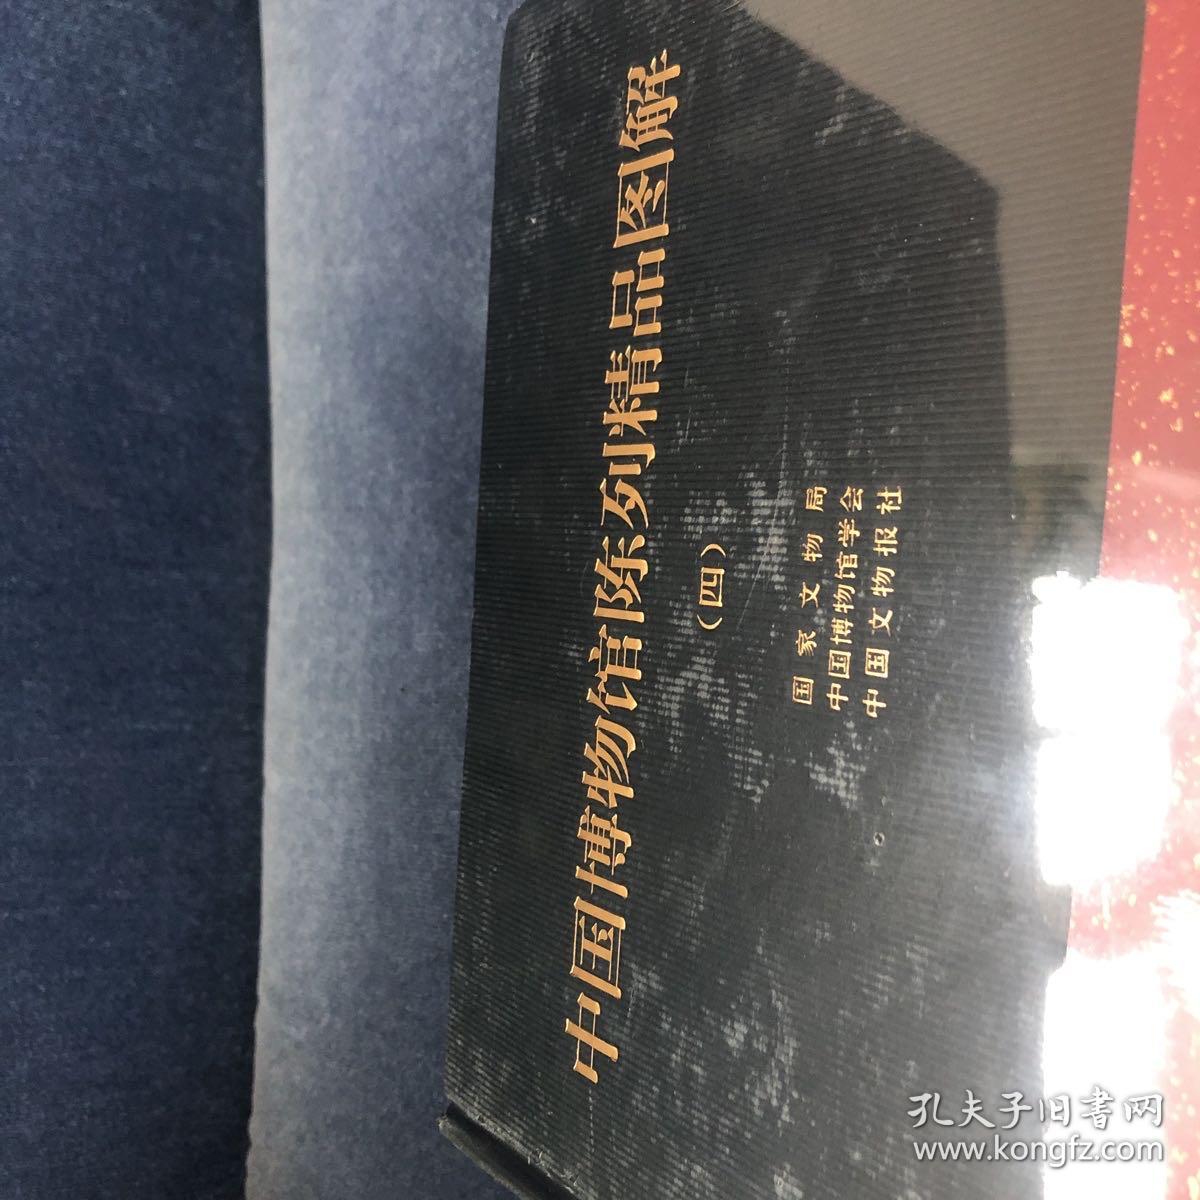 中国博物馆陈列精品图解
（四）
国家文物局
中国博物馆学会
中国文物报社
孔夫子旧书网
www.kongfz.com